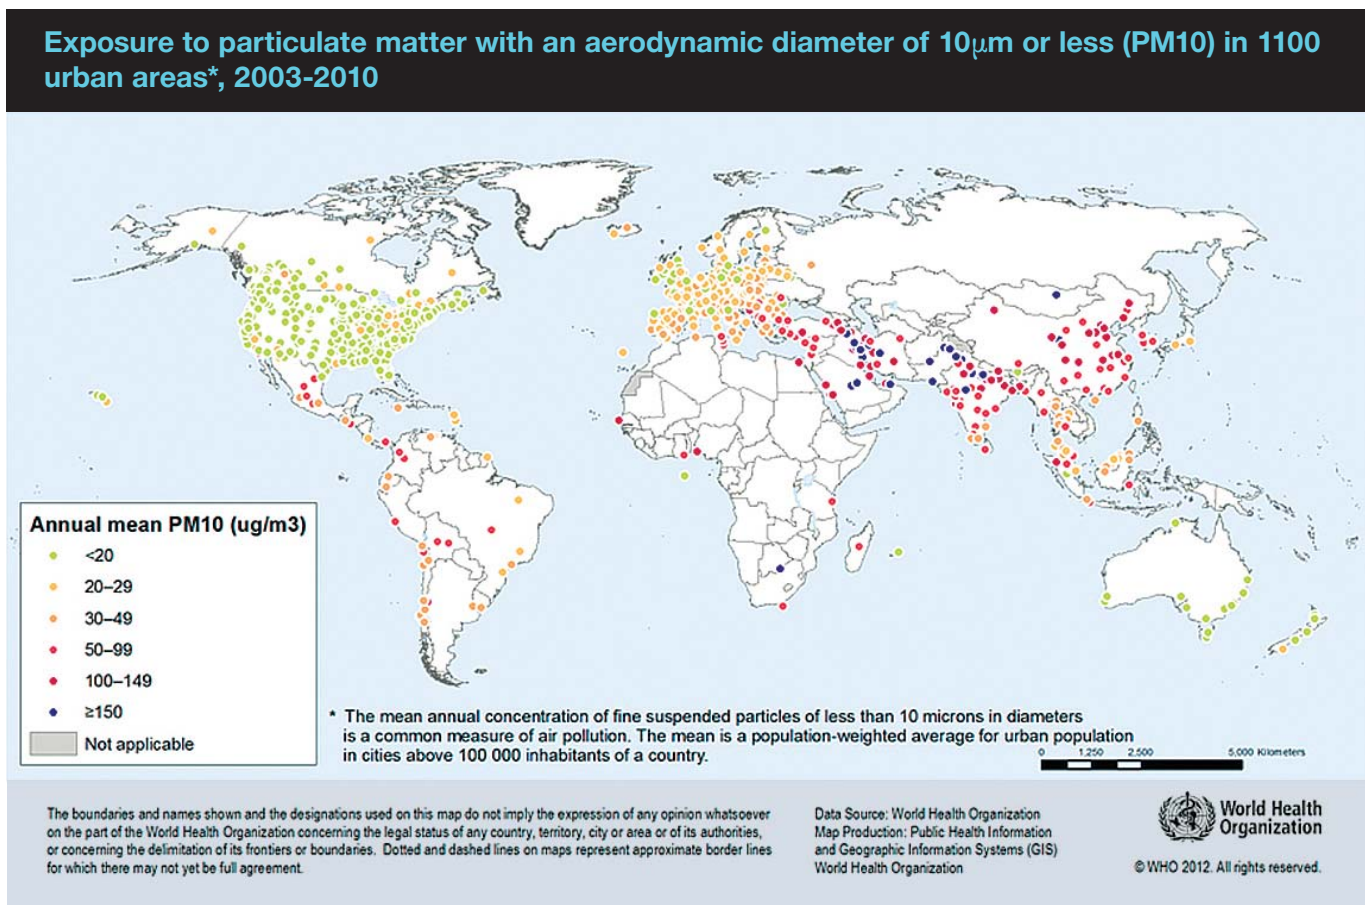 Exposure to particulate matter with an aerodynamic diameter of 10μm or less (PM10) in 1100
urban areas*, 2003-2010
Annual mean PM10 (ug/m3)
<20
20–29
30–49
50–99
100–149
≥150
Not applicable
* The mean annual concentration of fine suspended particles of less than 10 microns in diameters
is a common measure of air pollution. The mean is a population-weighted average for urban population
in cities above 100 000 inhabitants of a country.
0 1,250 2,500 5,000 Kilometers
The boundaries and names shown and the designations used on this map do not imply the expression of any opinion whatsoever
on the part of the World Health Organization concerning the legal status of any country, territory, city or area or of its authorities,
or concerning the delimitation of its frontiers or boundaries. Dotted and dashed lines on maps represent approximate border lines
for which there may not yet be full agreement.
Data Source: World Health Organization
Map Production: Public Health Information
and Geographic Information Systems (GIS)
World Health Organization
World Health
Organization
© WHO 2012. All rights reserved.